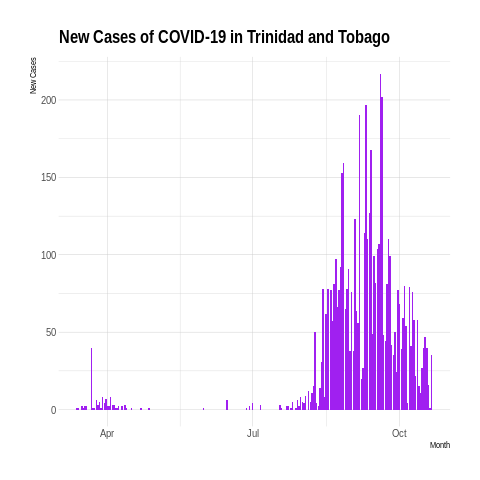 New Cases of COVID-19 in Trinidad and Tobago
New Cases
200
150
100
50
0
Apr
Jul
Oct
Month